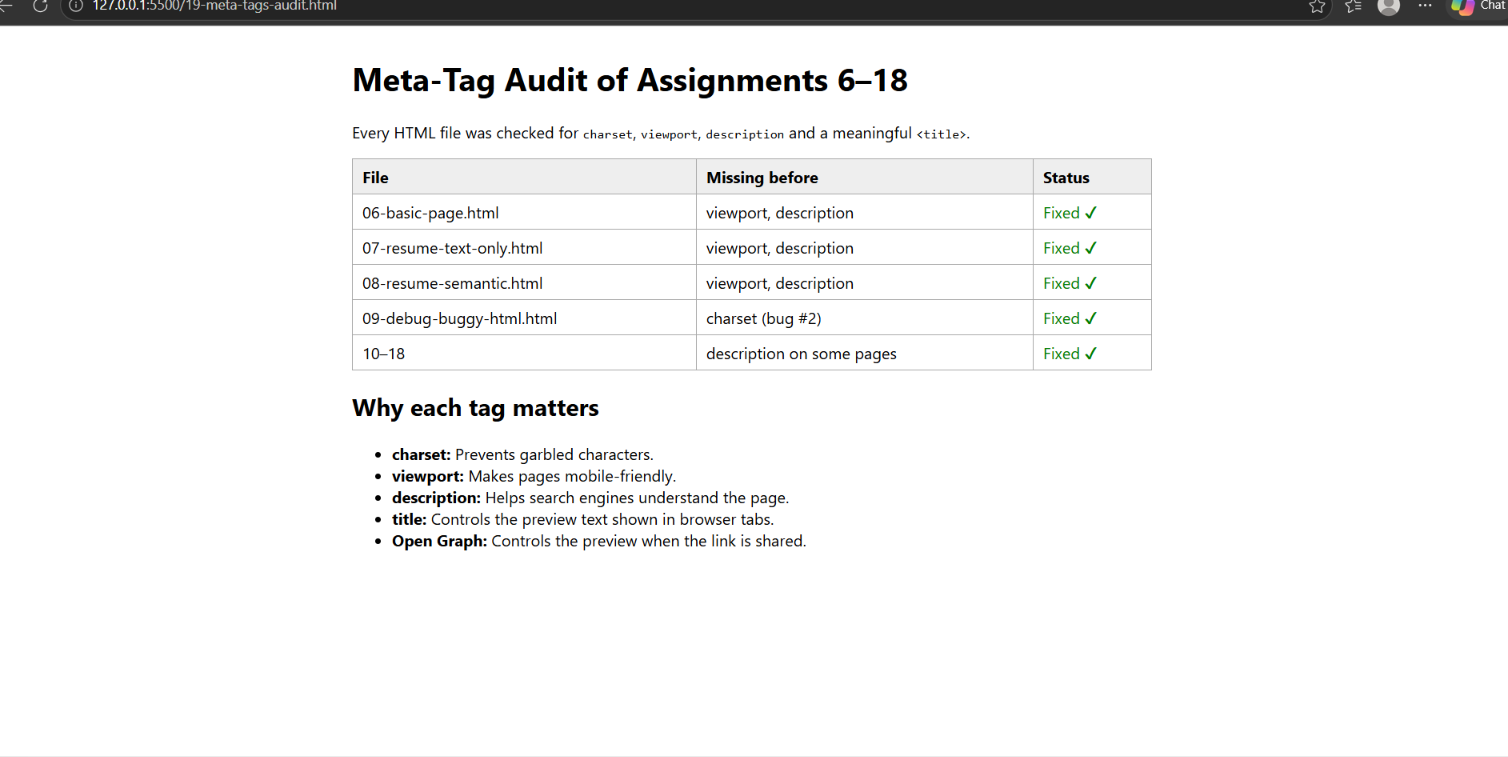 127.0.0.1:5500/19-meta-tags-audit.html
Chat
Meta-Tag Audit of Assignments 6–18
Every HTML file was checked for charset, viewport, description and a meaningful <title>.
File Missing before Status
06-basic-page.html viewport, description Fixed ✓
07-resume-text-only.html viewport, description Fixed ✓
08-resume-semantic.html viewport, description Fixed ✓
09-debug-buggy-html.html charset (bug #2) Fixed ✓
10–18 description on some pages Fixed ✓
Why each tag matters
• charset: Prevents garbled characters.
• viewport: Makes pages mobile-friendly.
• description: Helps search engines understand the page.
• title: Controls the preview text shown in browser tabs.
• Open Graph: Controls the preview when the link is shared.